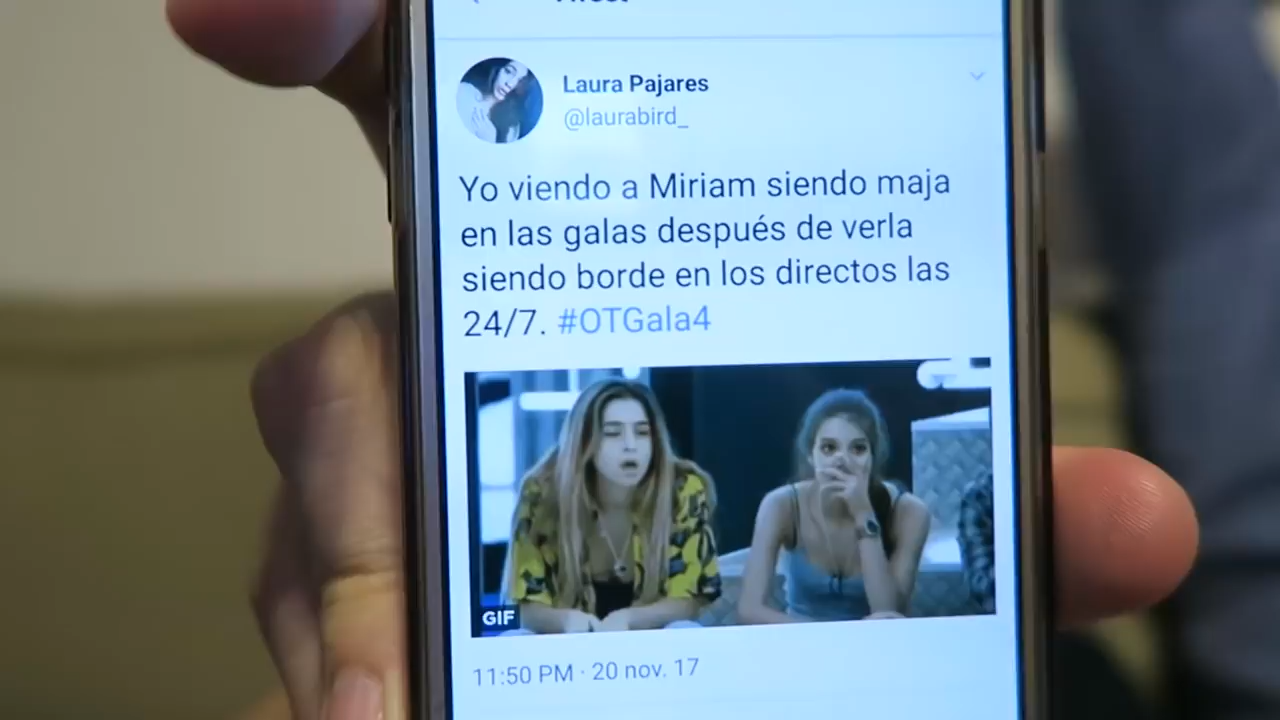 Laura Pajares
@laurabird_
Yo viendo a Miriam siendo maja
en las galas después de verla
siendo borde en los directos las
24/7. #OTGala4
GIF
11:50 PM · 20 nov. 17